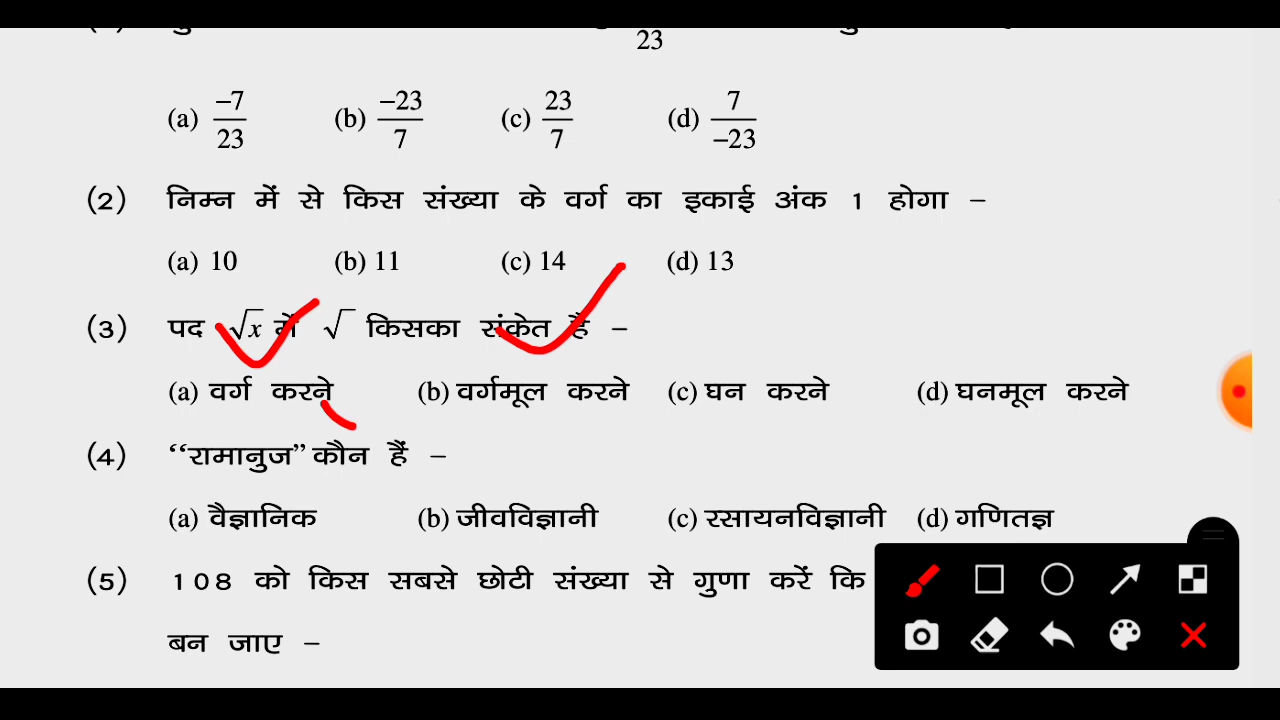 23
(a) -7/23 (b) -23/7 (c) 23/7 (d) 7/-23
(2) निम्न में से किस संख्या के वर्ग का इकाई अंक 1 होगा –
(a) 10 (b) 11 (c) 14 (d) 13
(3) पद √x में √ किसका संकेत है –
(a) वर्ग करने (b) वर्गमूल करने (c) घन करने (d) घनमूल करने
(4) ‘‘रामानुज” कौन हैं –
(a) वैज्ञानिक (b) जीवविज्ञानी (c) रसायनविज्ञानी (d) गणितज्ञ
(5) 108 को किस सबसे छोटी संख्या से गुणा करें कि
बन जाए –